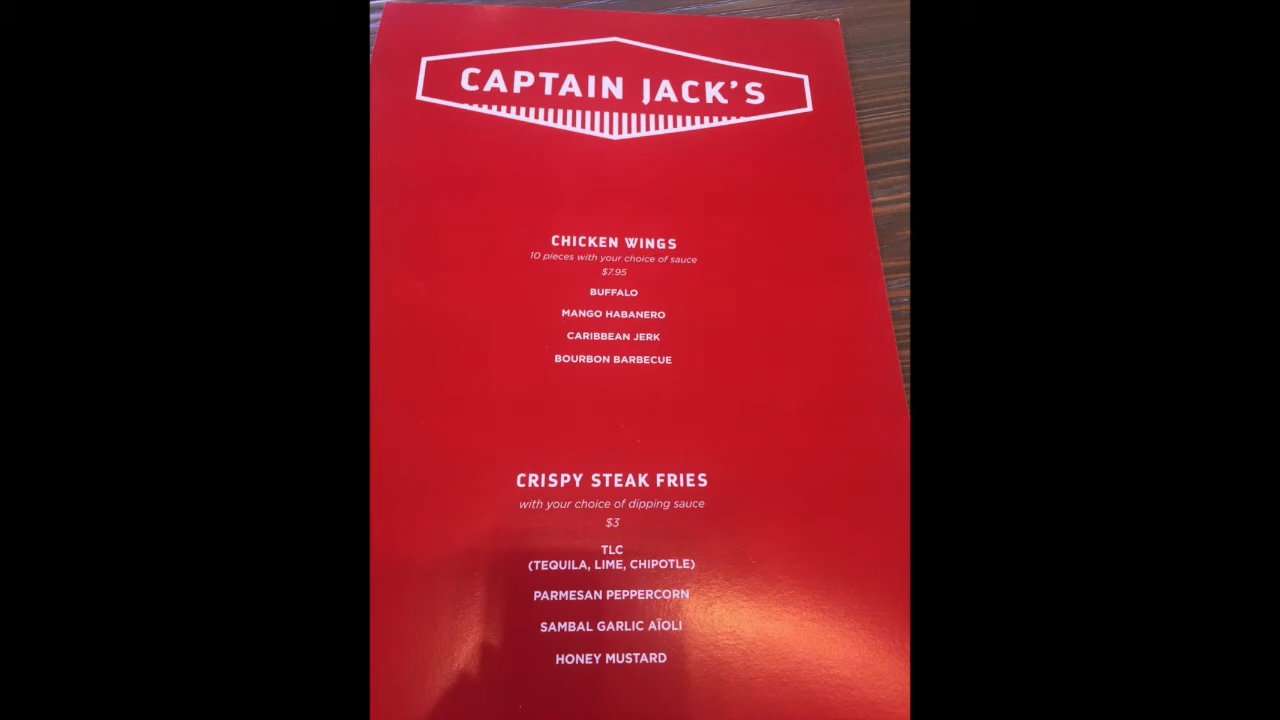 CAPTAIN JACK'S
CHICKEN WINGS
10 pieces with your choice of sauce
$7.95
BUFFALO
MANGO HABANERO
CARIBBEAN JERK
BOURBON BARBECUE
CRISPY STEAK FRIES
with your choice of dipping sauce
$3
TLC
(TEQUILA, LIME, CHIPOTLE)
PARMESAN PEPPERCORN
SAMBAL GARLIC AÏOLI
HONEY MUSTARD